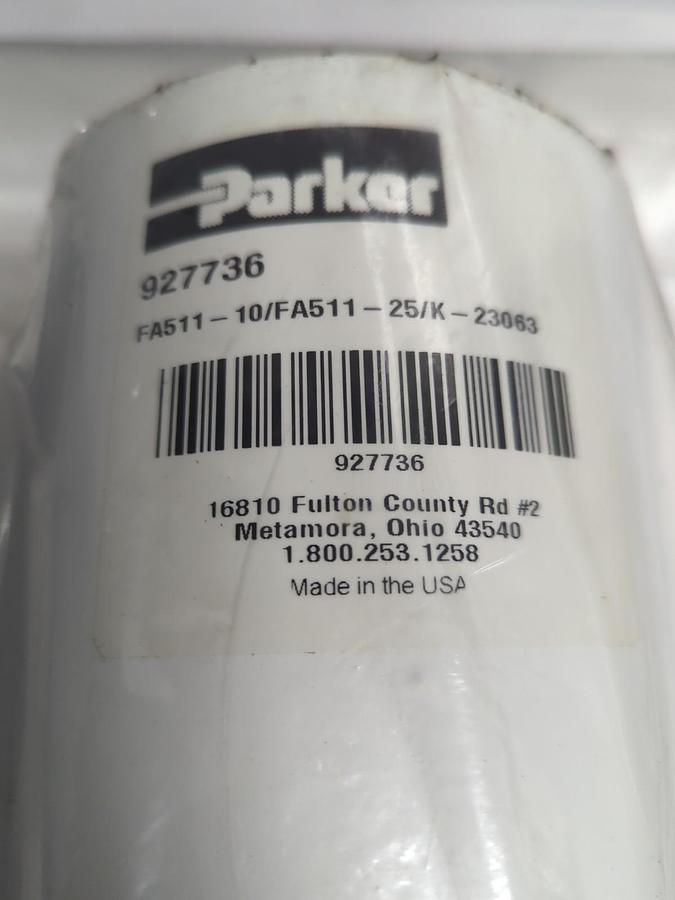 Parker
927736
FA511-10/FA511-25/K-23063
927736
16810 Fulton County Rd #2
Metamora, Ohio 43540
1.800.253.1258
Made in the USA